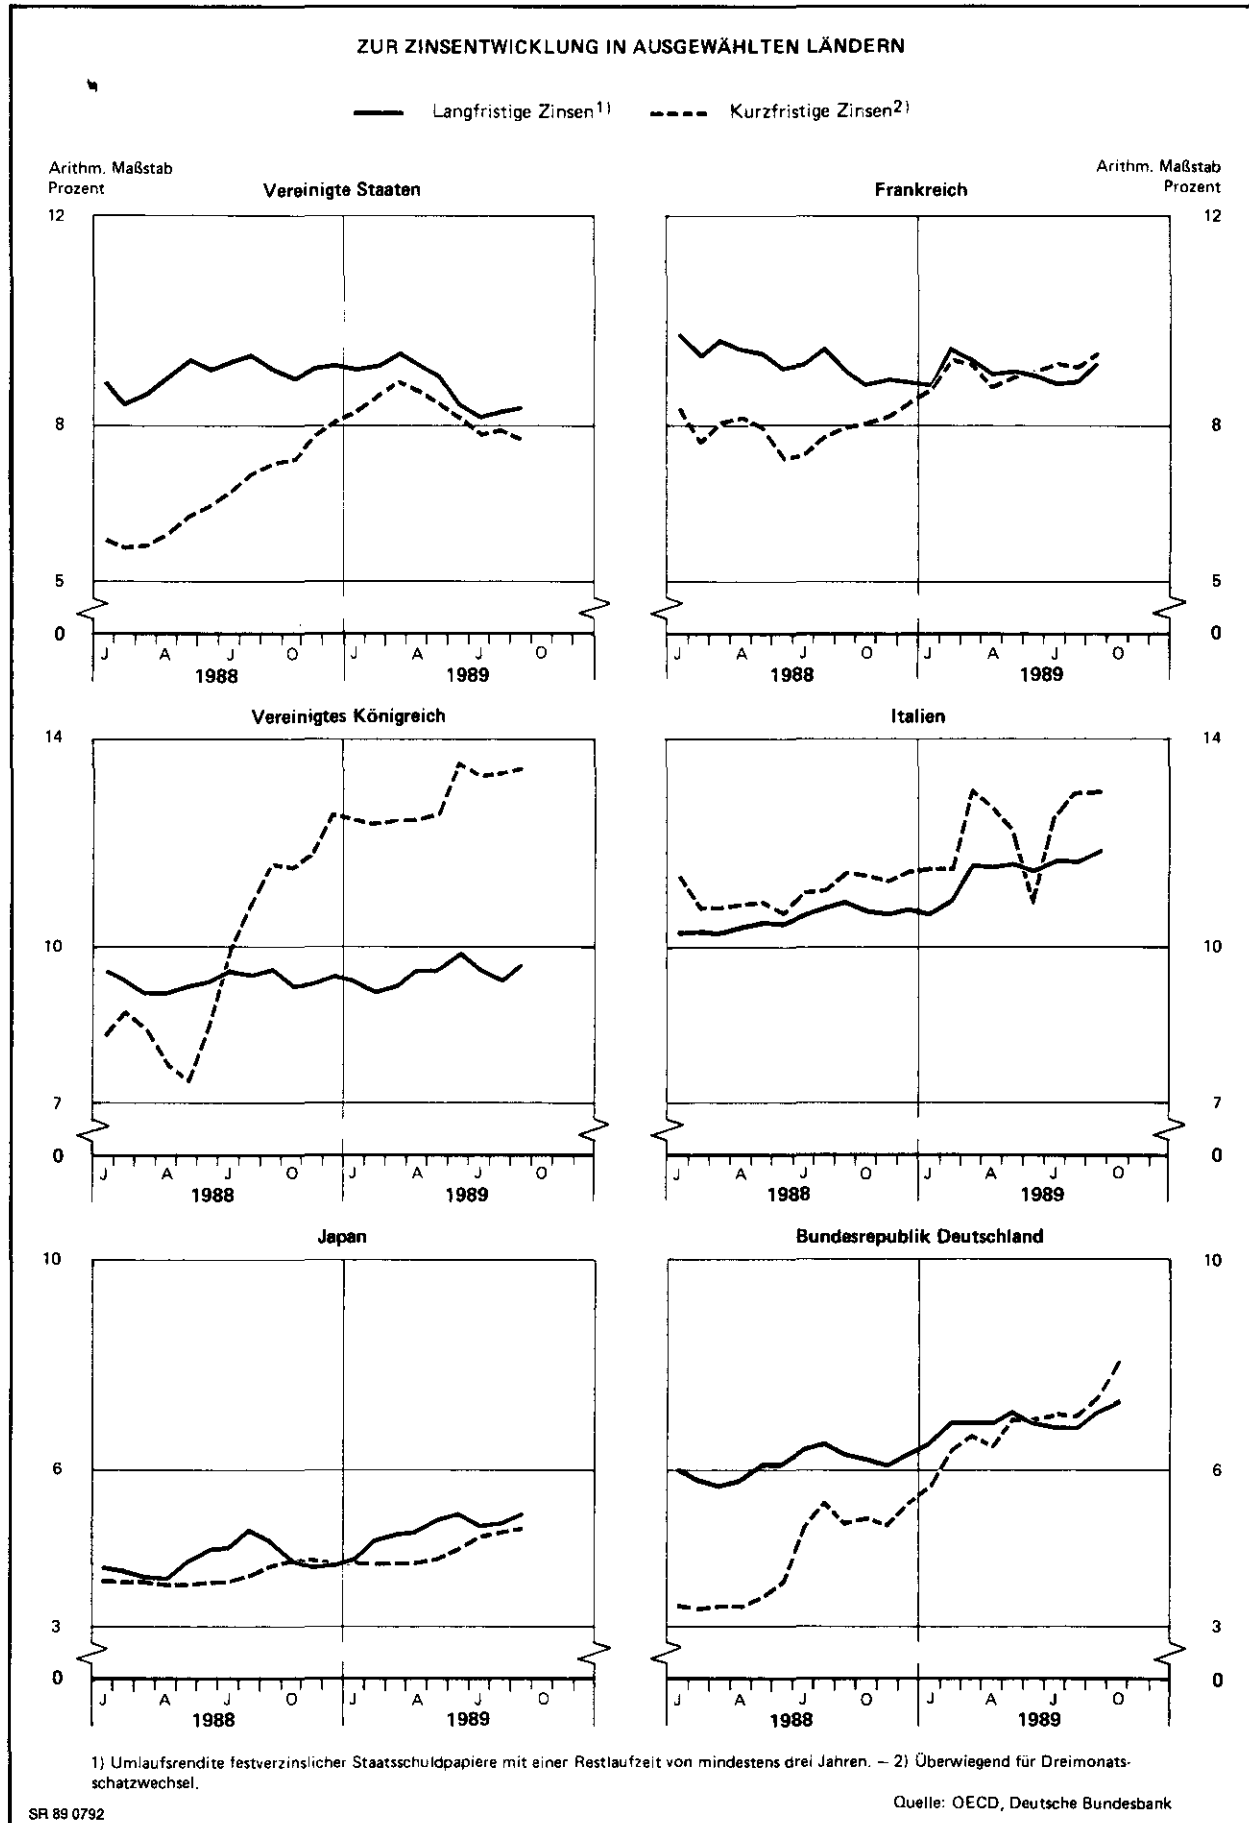 ZUR ZINSENTWICKLUNG IN AUSGEWÄHLTEN LÄNDERN
Langfristige Zinsen1) Kurzfristige Zinsen2)
Arithm. Maßstab Arithm. Maßstab
Prozent Vereinigte Staaten Frankreich Prozent
12 12
8 8
5 5
0 0
J A J O J A J O J A J O J A J O
1988 1989 1988 1989
Vereinigtes Königreich Italien
14 14
10 10
7 7
0 0
J A J O J A J O J A J O J A J O
1988 1989 1988 1989
Japan Bundesrepublik Deutschland
10 10
6 6
3 3
0 0
J A J O J A J O J A J O J A J O
1988 1989 1988 1989
1) Umlaufsrendite festverzinslicher Staatsschuldpapiere mit einer Restlaufzeit von mindestens drei Jahren. – 2) Überwiegend für Dreimonats-
schatzwechsel.
Quelle: OECD, Deutsche Bundesbank
SR 89 0792